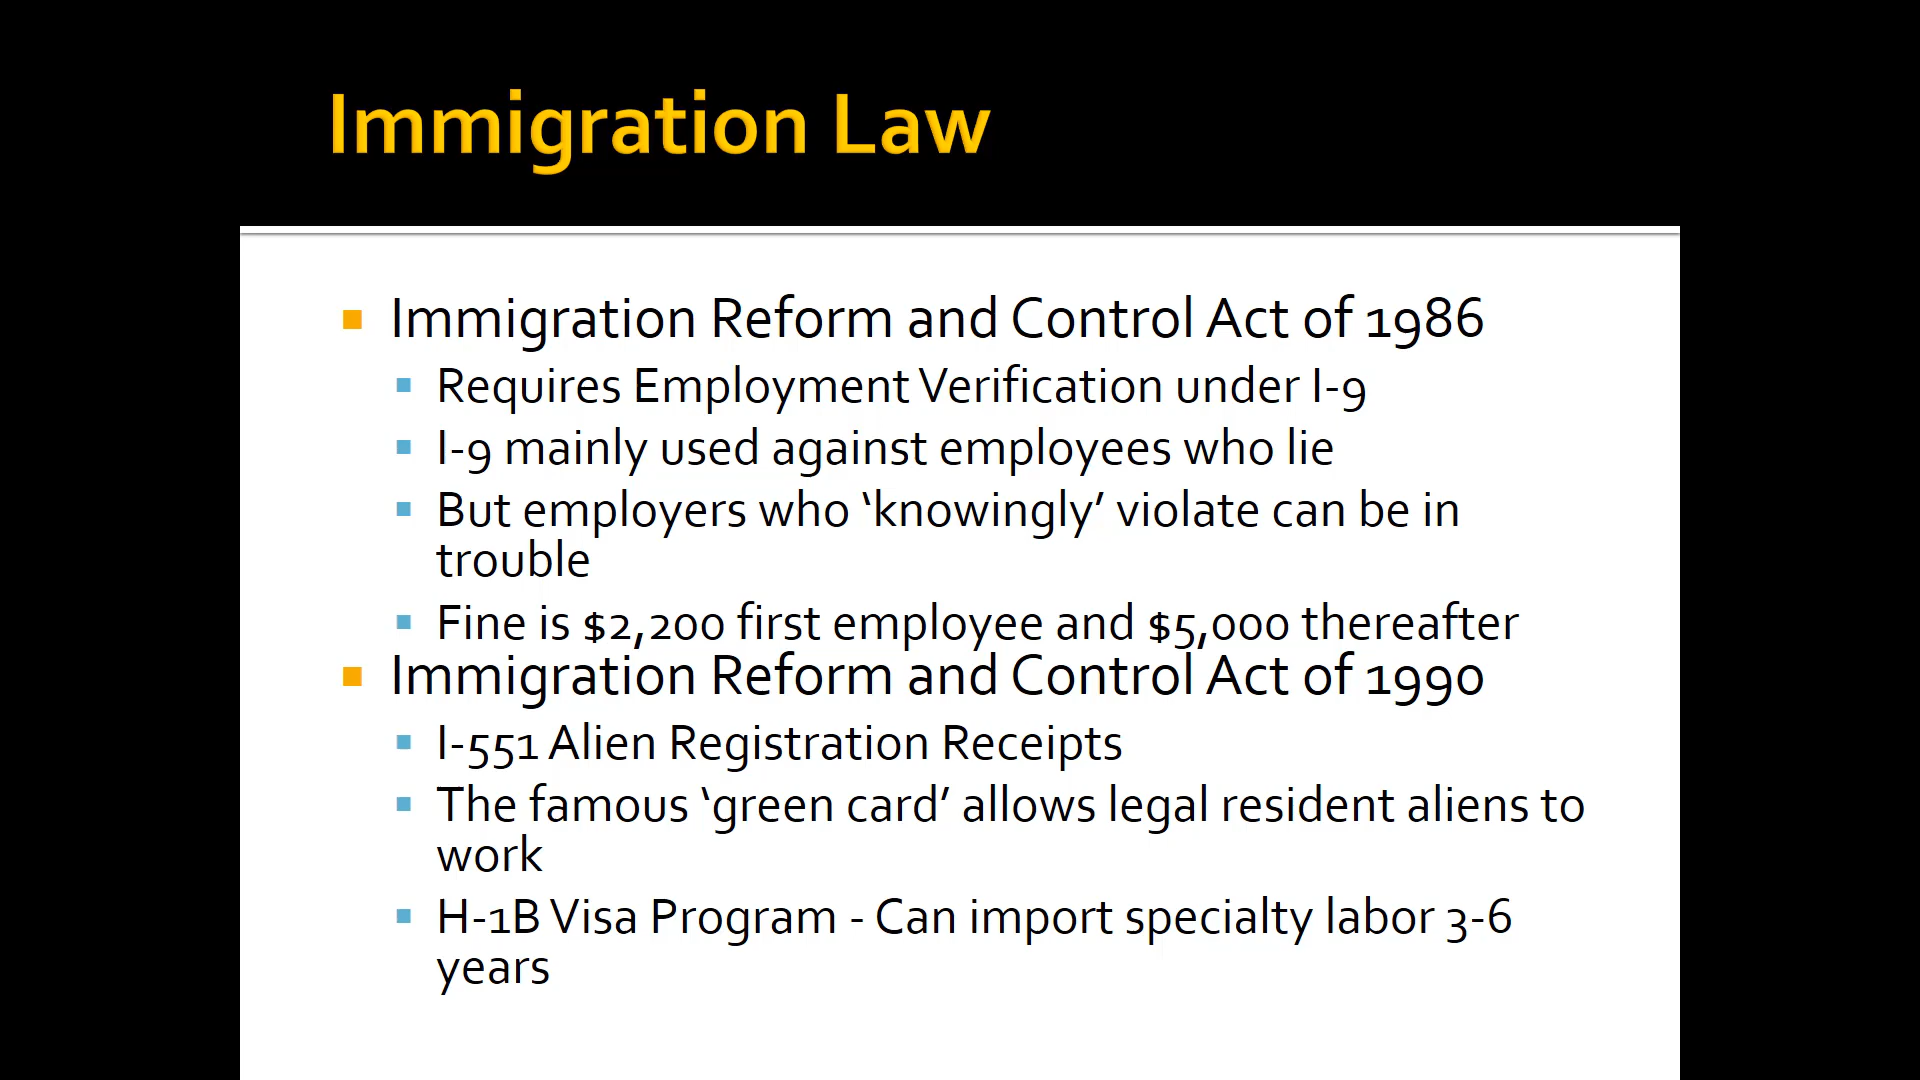 Immigration Law
Immigration Reform and Control Act of 1986
Requires Employment Verification under I-9
I-9 mainly used against employees who lie
But employers who ‘knowingly’ violate can be in
trouble
Fine is $2,200 first employee and $5,000 thereafter
Immigration Reform and Control Act of 1990
I-551 Alien Registration Receipts
The famous ‘green card’ allows legal resident aliens to
work
H-1B Visa Program - Can import specialty labor 3-6
years